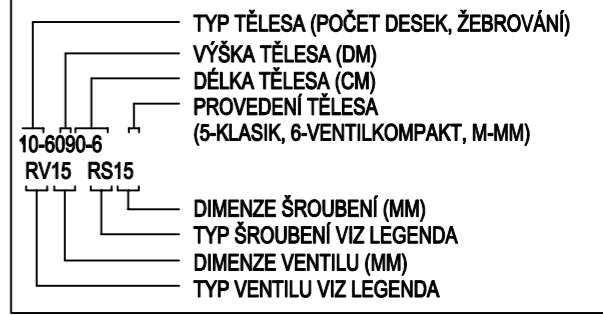 TYP TĚLESA (POČET DESEK, ŽEBROVÁNÍ)
VÝŠKA TĚLESA (DM)
DÉLKA TĚLESA (CM)
PROVEDENÍ TĚLESA
(5-KLASIK, 6-VENTILKOMPAKT, M-MM)
10-6090-6
RV15 RS15
DIMENZE ŠROUBENÍ (MM)
TYP ŠROUBENÍ VIZ LEGENDA
DIMENZE VENTILU (MM)
TYP VENTILU VIZ LEGENDA